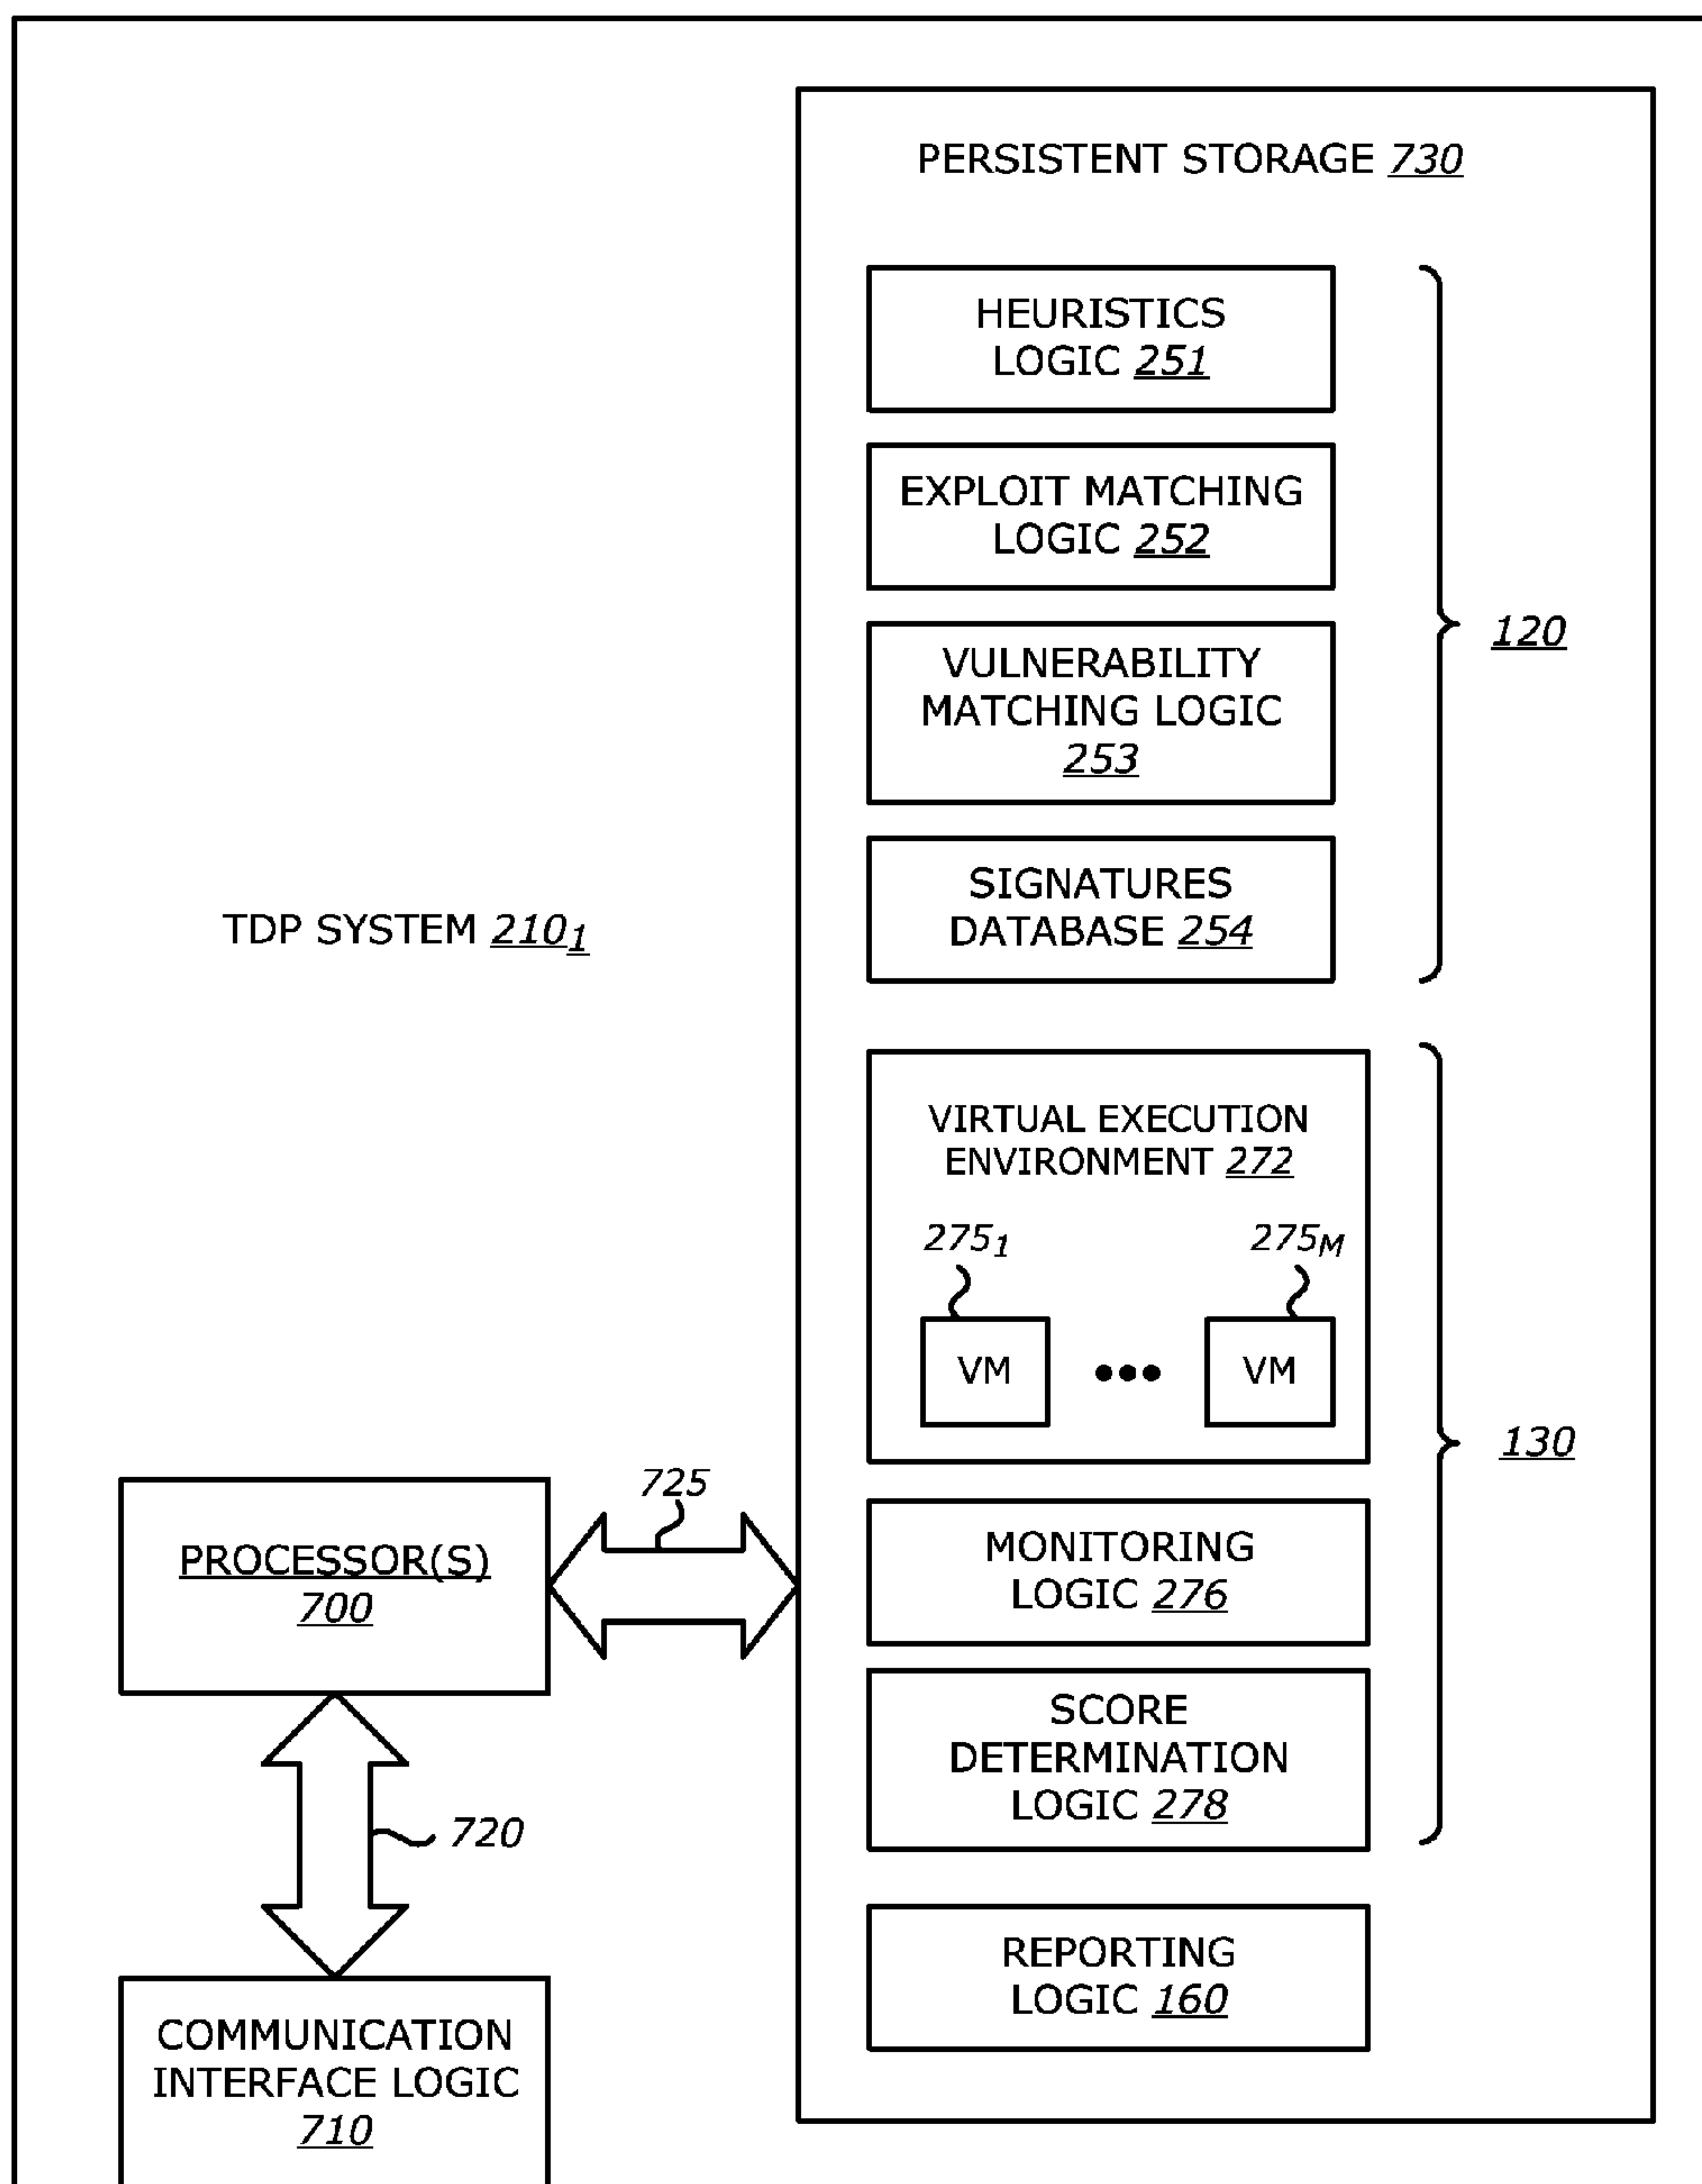 PERSISTENT STORAGE 730
HEURISTICS
LOGIC 251
EXPLOIT MATCHING
LOGIC 252
VULNERABILITY
MATCHING LOGIC
253
SIGNATURES
DATABASE 254
120
TDP SYSTEM 210₁
VIRTUAL EXECUTION
ENVIRONMENT 272
275₁ 275M
VM ••• VM
130
MONITORING
LOGIC 276
SCORE
DETERMINATION
LOGIC 278
REPORTING
LOGIC 160
725
PROCESSOR(S)
700
720
COMMUNICATION
INTERFACE LOGIC
710